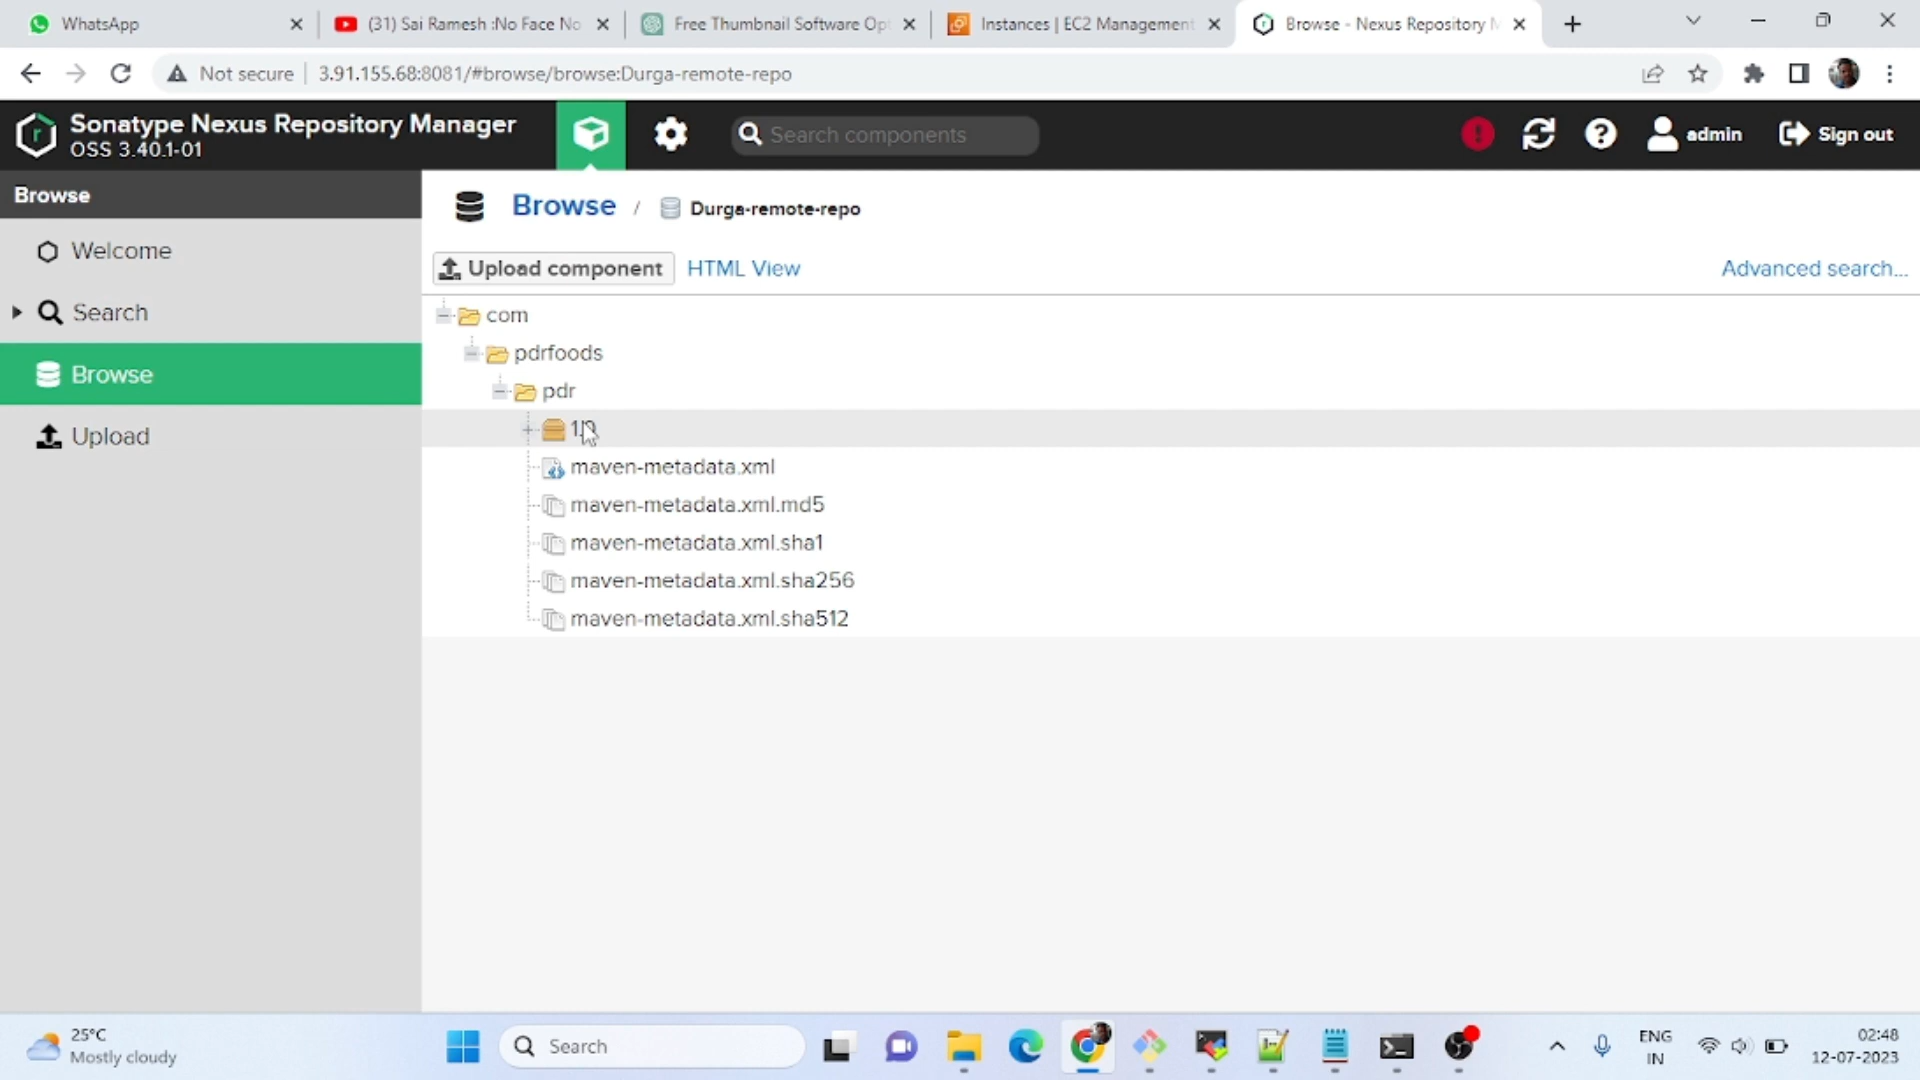 WhatsApp
(31) Sai Ramesh :No Face No
Free Thumbnail Software Opt
Instances | EC2 Management
Browse - Nexus Repository M
Not secure
3.91.155.68:8081/#browse/browse:Durga-remote-repo
Sonatype Nexus Repository Manager
OSS 3.40.1-01
Search components
admin
Sign out
Browse
Welcome
Search
Browse
Upload
Browse / Durga-remote-repo
Upload component
HTML View
Advanced search...
com
pdrfoods
pdr
maven-metadata.xml
maven-metadata.xml.md5
maven-metadata.xml.sha1
maven-metadata.xml.sha256
maven-metadata.xml.sha512
25°C
Mostly cloudy
Search
ENG
IN
02:48
12-07-2023